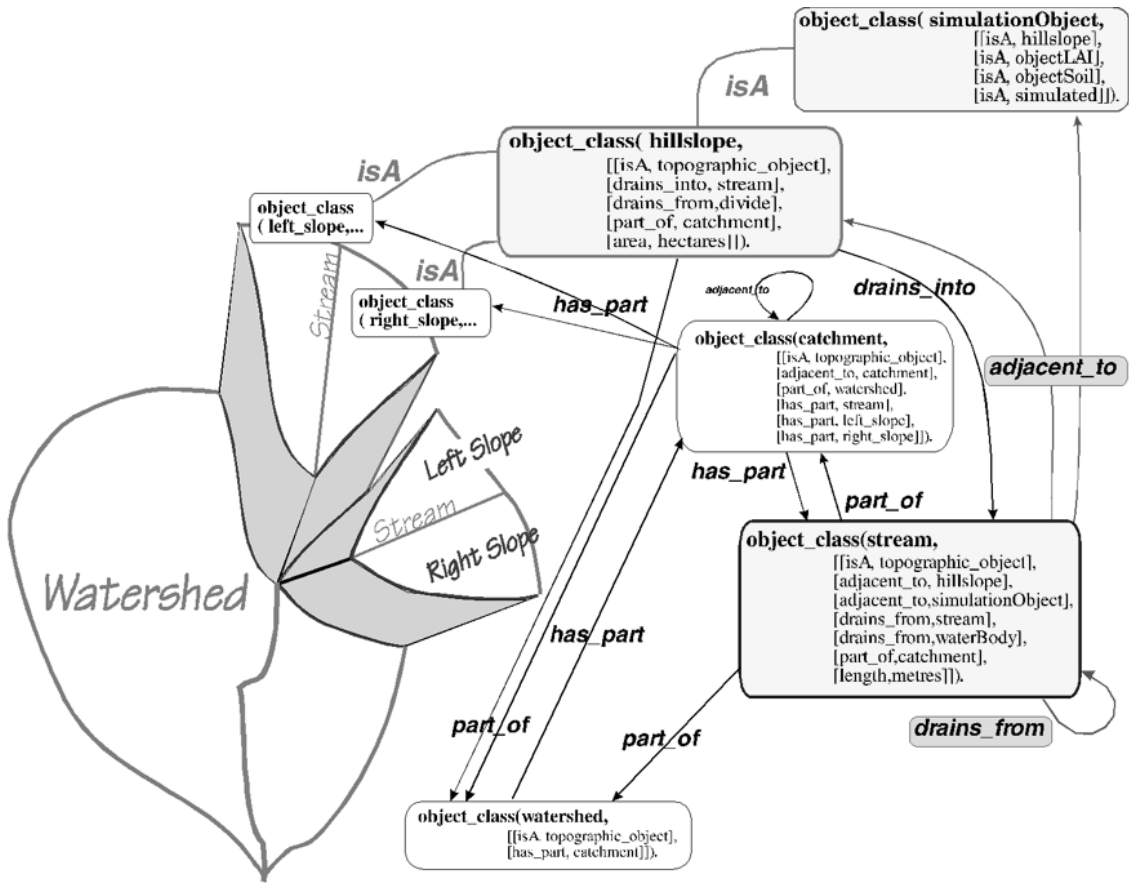 object_class( simulationObject,
[[isA, hillslope],
[isA, objectLAI],
[isA, objectSoil],
[isA, simulated]]).
isA
object_class( hillslope,
[[isA, topographic_object],
[drains_into, stream],
[drains_from,divide],
[part_of, catchment],
[area, hectares]]).
isA
object_class
( left_slope,...
isA
object_class
( right_slope,...
Stream
has_part
adjacent_to
drains_into
object_class(catchment,
[[isA, topographic_object],
[adjacent_to, catchment],
[part_of, watershed],
[has_part, stream],
[has_part, left_slope],
[has_part, right_slope]]).
adjacent_to
Left Slope
Stream
Right Slope
has_part
part_of
object_class(stream,
[[isA, topographic_object],
[adjacent_to, hillslope],
[adjacent_to,simulationObject],
[drains_from,stream],
[drains_from,waterBody],
[part_of,catchment],
[length,metres]]).
Watershed
has_part
part_of
part_of
drains_from
object_class(watershed,
[[isA, topographic_object],
[has_part, catchment]]).